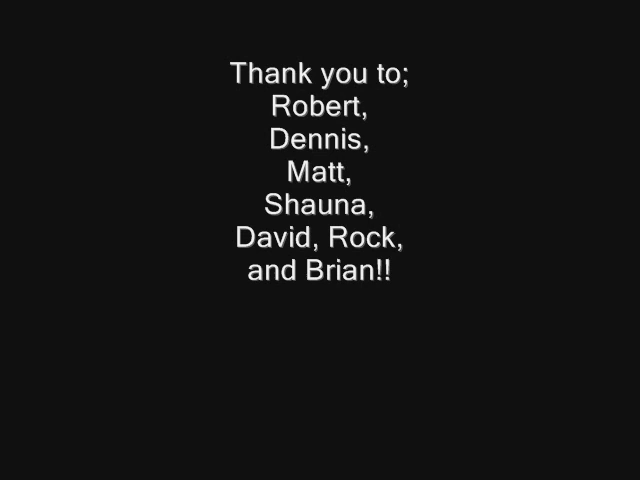 Thank you to;
Robert,
Dennis,
Matt,
Shauna,
David, Rock,
and Brian!!